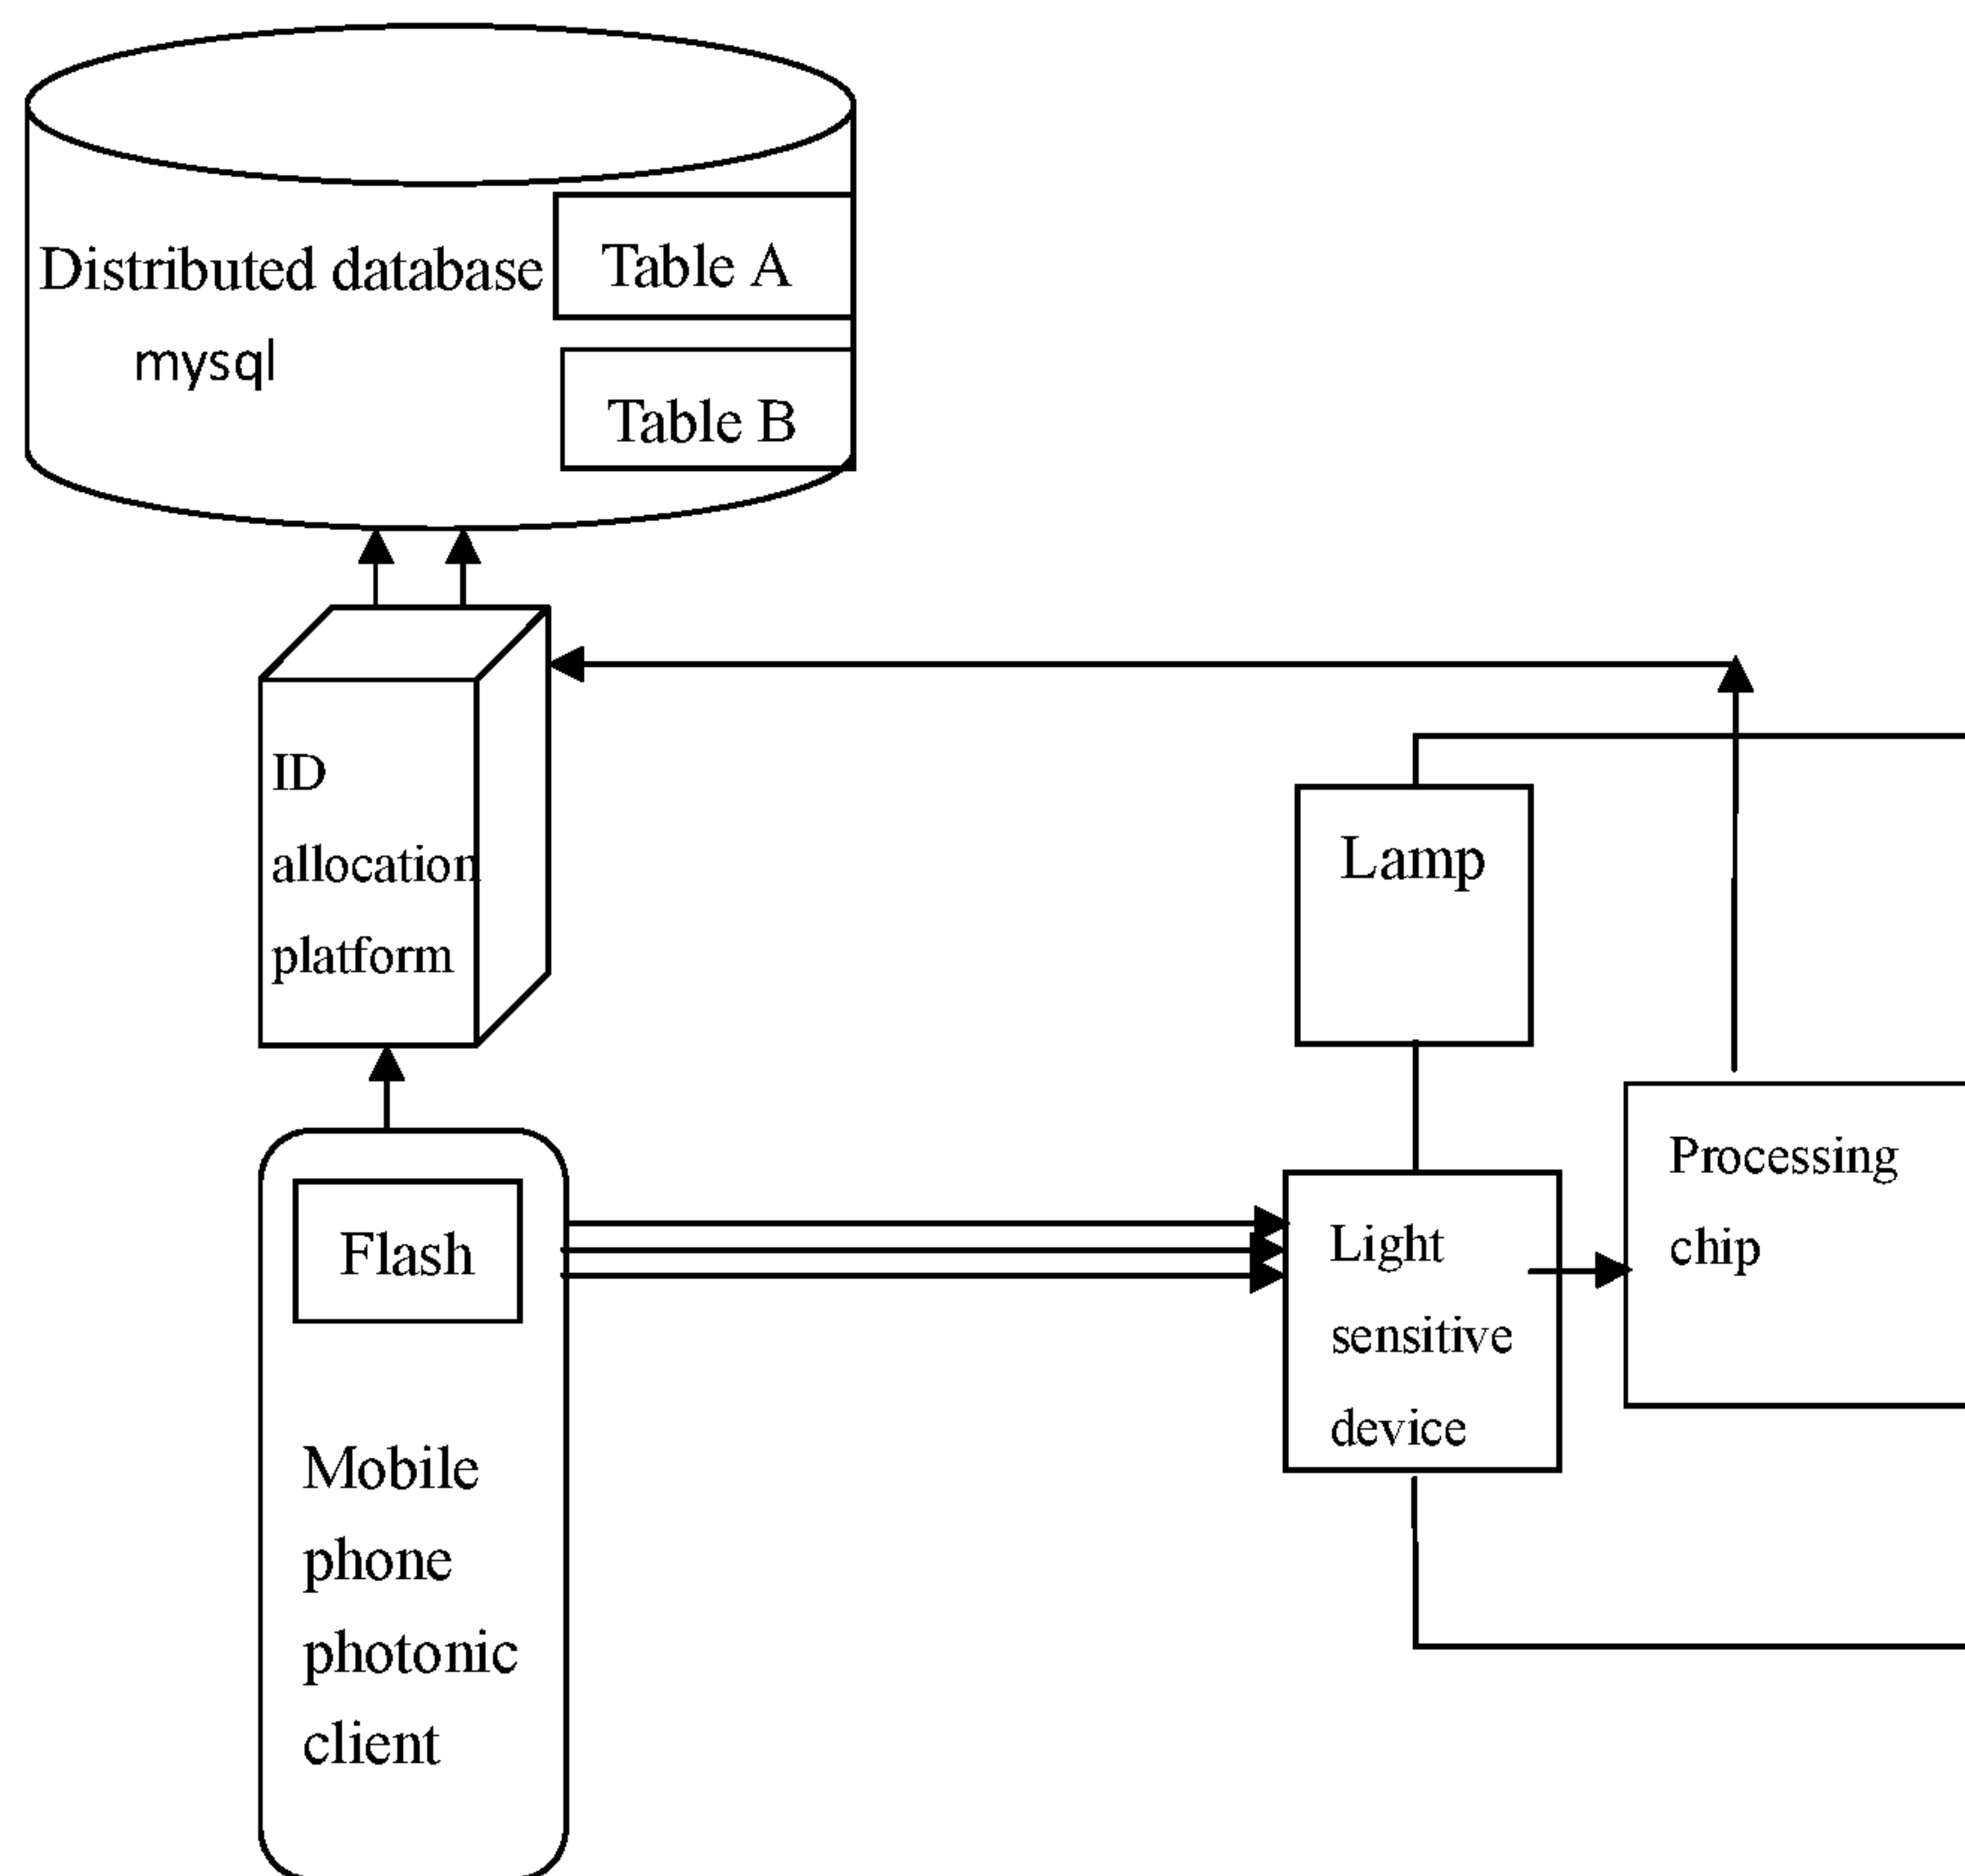 Distributed database
mysql
Table A
Table B
ID
allocation
platform
Lamp
Processing
chip
Flash
Light
sensitive
device
Mobile
phone
photonic
client